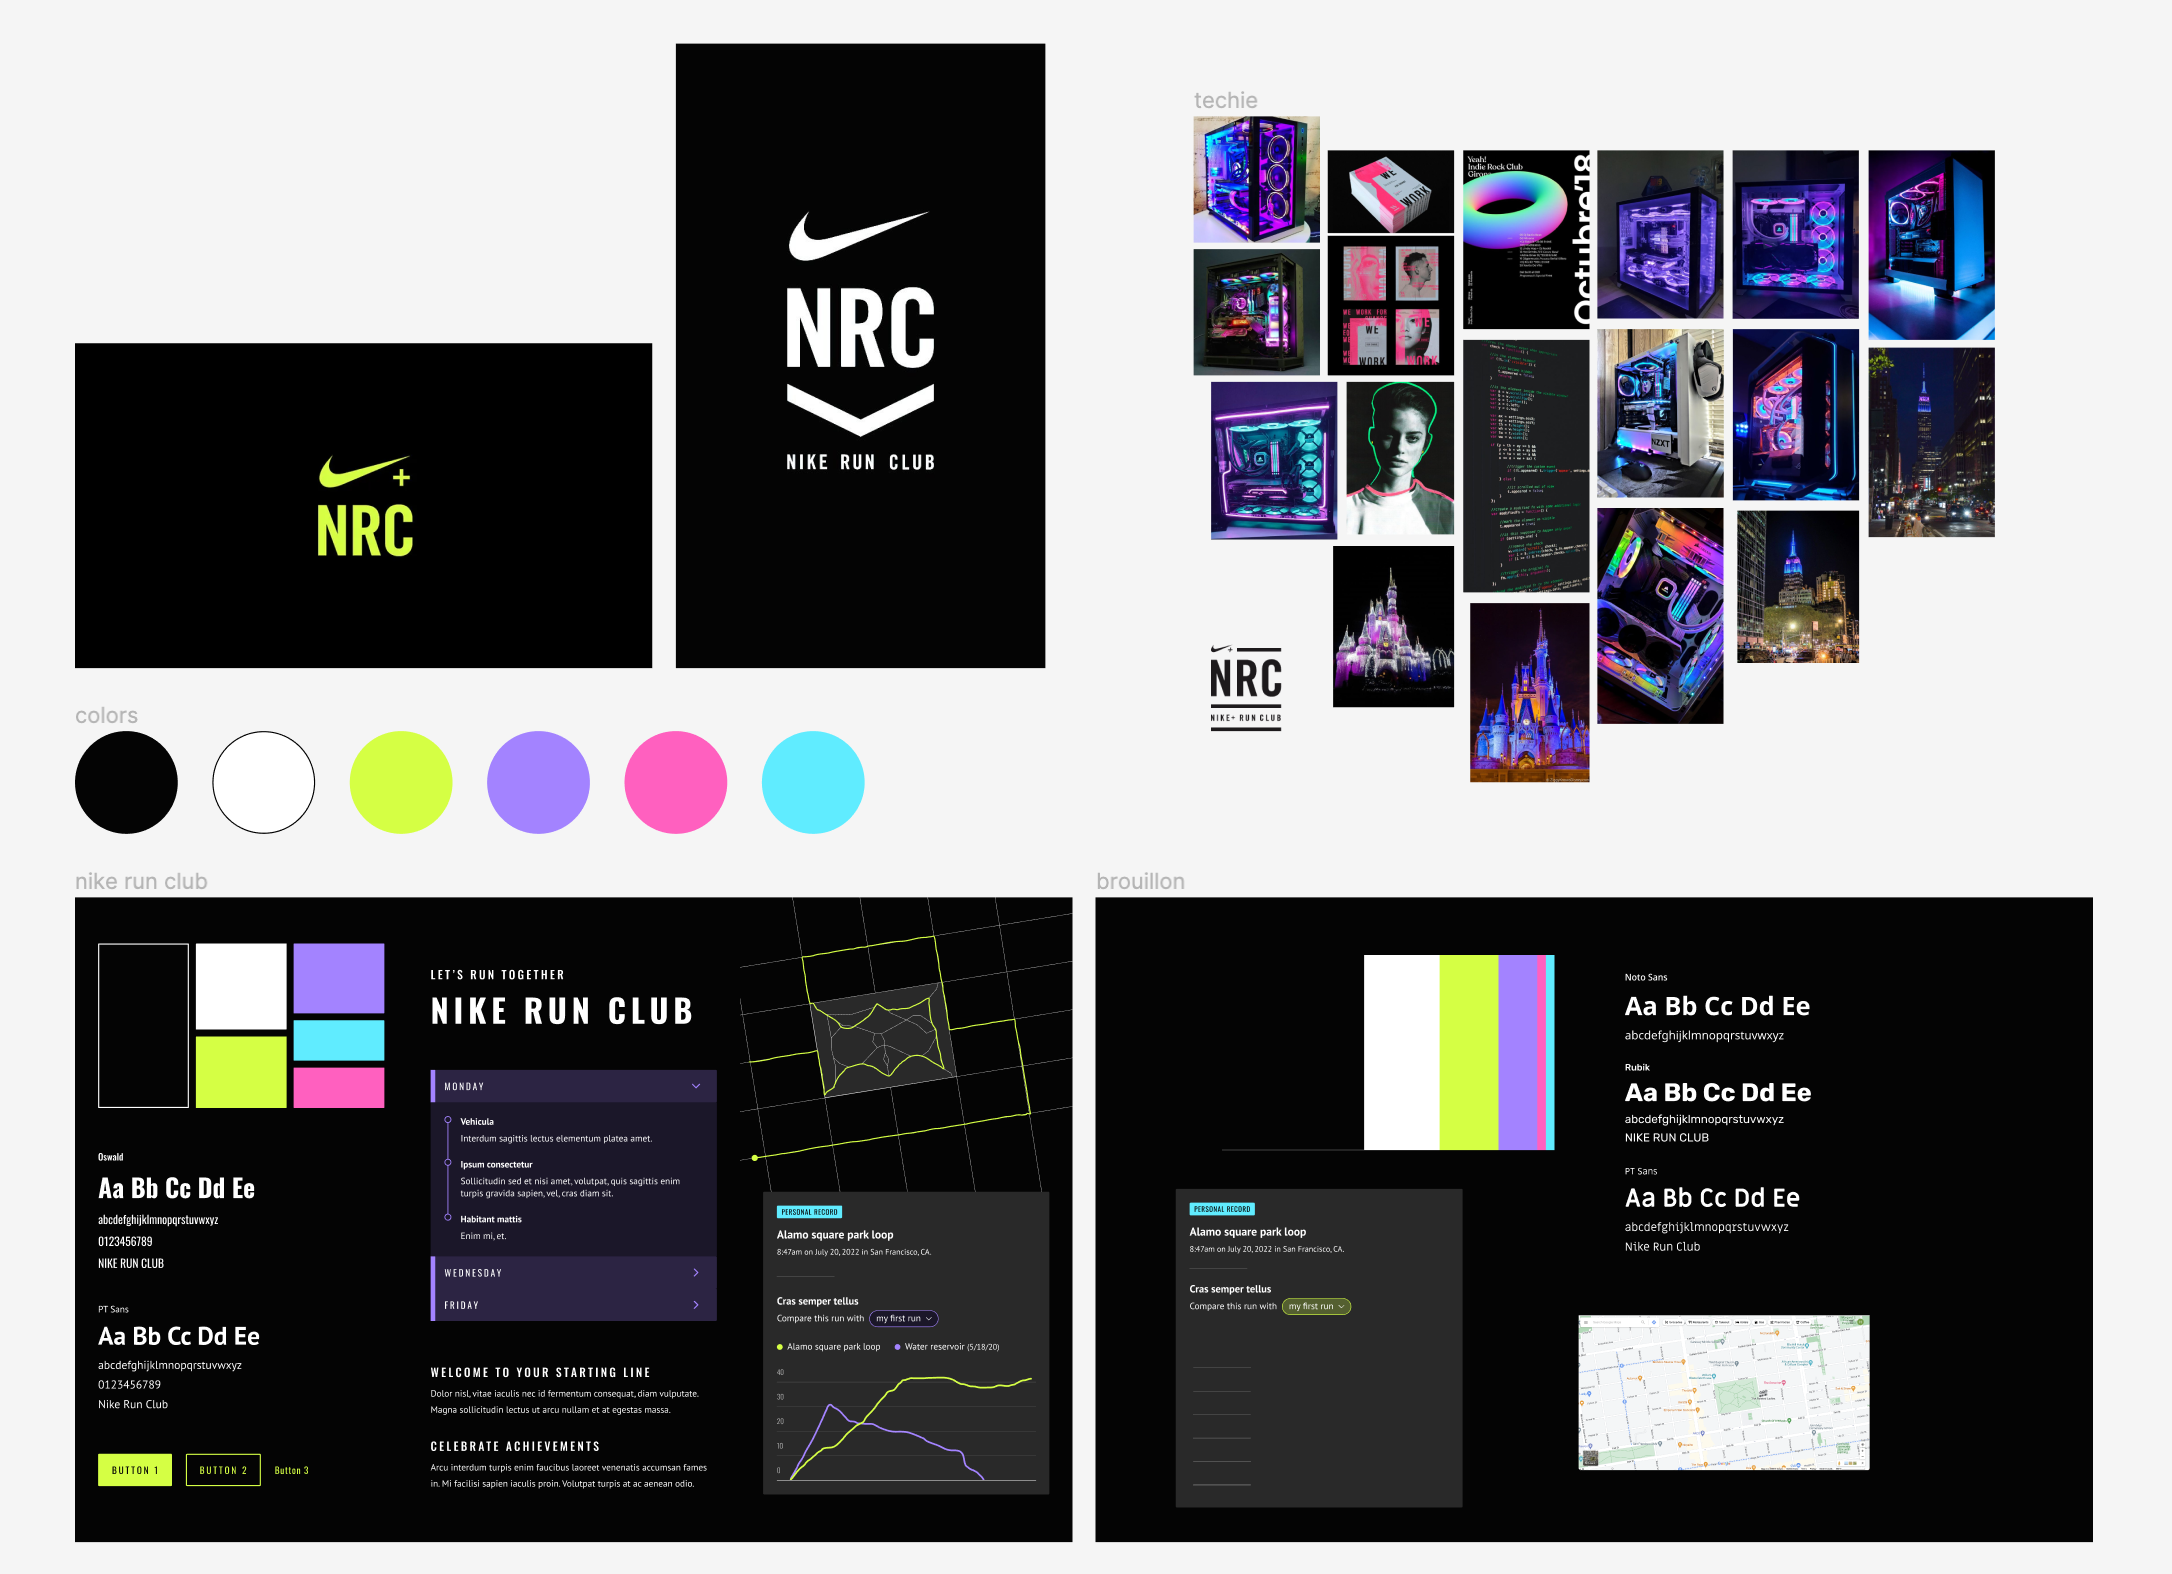 NRC
NRC
NIKE RUN CLUB
techie
Yeah!
Indie Rock Club
Girona
Octubre'18
WE
WORK
WE
WORK
NZXT
NRC
NIKE+ RUN CLUB
colors
nike run club
LET'S RUN TOGETHER
NIKE RUN CLUB
MONDAY
Vehicula
Interdum sagittis lectus elementum platea amet.
Ipsum consectetur
Sollicitudin sed et nisi amet, volutpat, quis sagittis enim
turpis gravida sapien, vel, cras diam sit.
Habitant mattis
Enim mi, et.
WEDNESDAY
FRIDAY
WELCOME TO YOUR STARTING LINE
Dolor nisl, vitae iaculis nec id fermentum consequat, diam vulputate.
Magna sollicitudin lectus ut arcu nullam et at egestas massa.
CELEBRATE ACHIEVEMENTS
Arcu interdum turpis enim faucibus laoreet venenatis accumsan fames
in. Mi facilisi sapien iaculis proin. Volutpat turpis at ac aenean odio.
Oswald
Aa Bb Cc Dd Ee
abcdefghijklmnopqrstuvwxyz
0123456789
NIKE RUN CLUB
PT Sans
Aa Bb Cc Dd Ee
abcdefghijklmnopqrstuvwxyz
0123456789
Nike Run Club
BUTTON 1
BUTTON 2
Button 3
PERSONAL RECORD
Alamo square park loop
8:47am on July 20, 2022 in San Francisco, CA.
Cras semper tellus
Compare this run with my first run
Alamo square park loop Water reservoir (5/18/20)
40
30
20
10
0
brouillon
Noto Sans
Aa Bb Cc Dd Ee
abcdefghijklmnopqrstuvwxyz
Rubik
Aa Bb Cc Dd Ee
abcdefghijklmnopqrstuvwxyz
NIKE RUN CLUB
PT Sans
Aa Bb Cc Dd Ee
abcdefghijklmnopqrstuvwxyz
Nike Run Club
PERSONAL RECORD
Alamo square park loop
8:47am on July 20, 2022 in San Francisco, CA.
Cras semper tellus
Compare this run with my first run